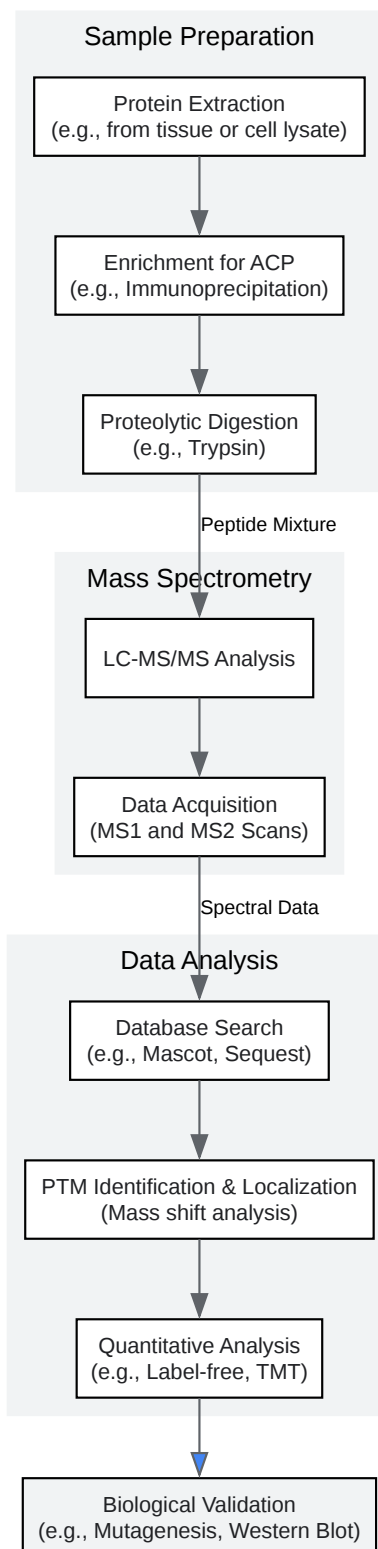 Sample Preparation
Protein Extraction
(e.g., from tissue or cell lysate)
Enrichment for ACP
(e.g., Immunoprecipitation)
Proteolytic Digestion
(e.g., Trypsin)
Peptide Mixture
Mass Spectrometry
LC-MS/MS Analysis
Data Acquisition
(MS1 and MS2 Scans)
Spectral Data
Data Analysis
Database Search
(e.g., Mascot, Sequest)
PTM Identification & Localization
(Mass shift analysis)
Quantitative Analysis
(e.g., Label-free, TMT)
Biological Validation
(e.g., Mutagenesis, Western Blot)